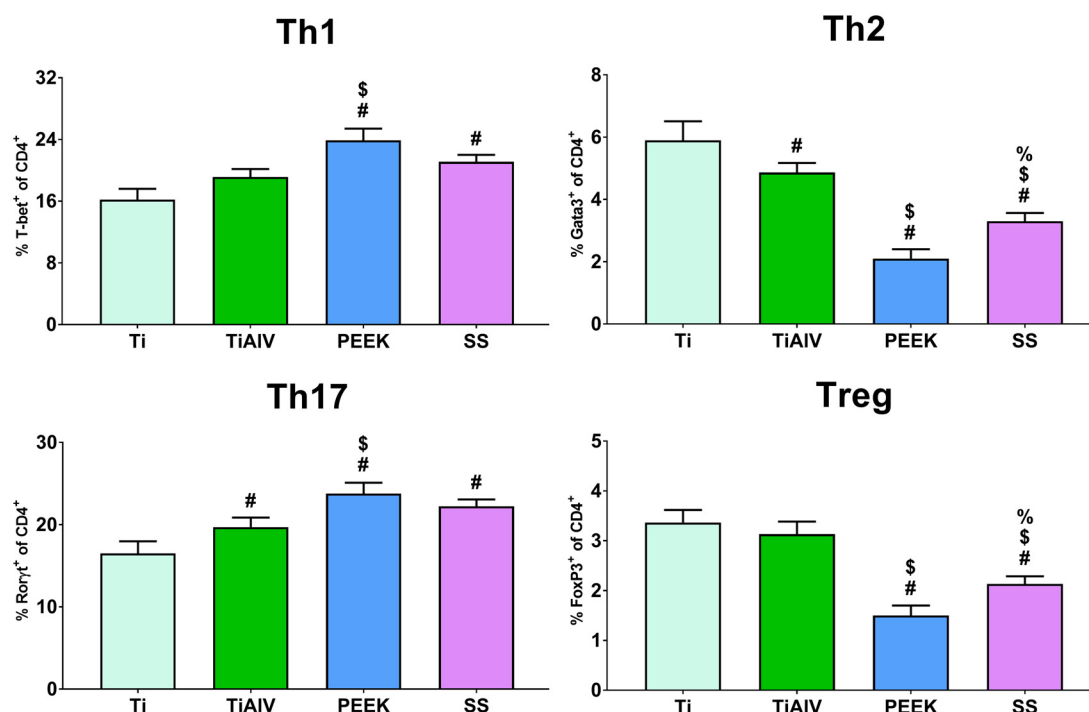 Th1
% T-bet⁺ of CD4⁺
32
24
16
8
0
$
#
#
Ti
TiAlV
PEEK
SS
Th2
% Gata3⁺ of CD4⁺
8
6
4
2
0
#
$
#
%
$
#
Ti
TiAlV
PEEK
SS
Th17
% Rorγt⁺ of CD4⁺
30
20
10
0
#
$
#
#
Ti
TiAlV
PEEK
SS
Treg
% FoxP3⁺ of CD4⁺
5
4
3
2
1
0
$
#
%
$
#
Ti
TiAlV
PEEK
SS